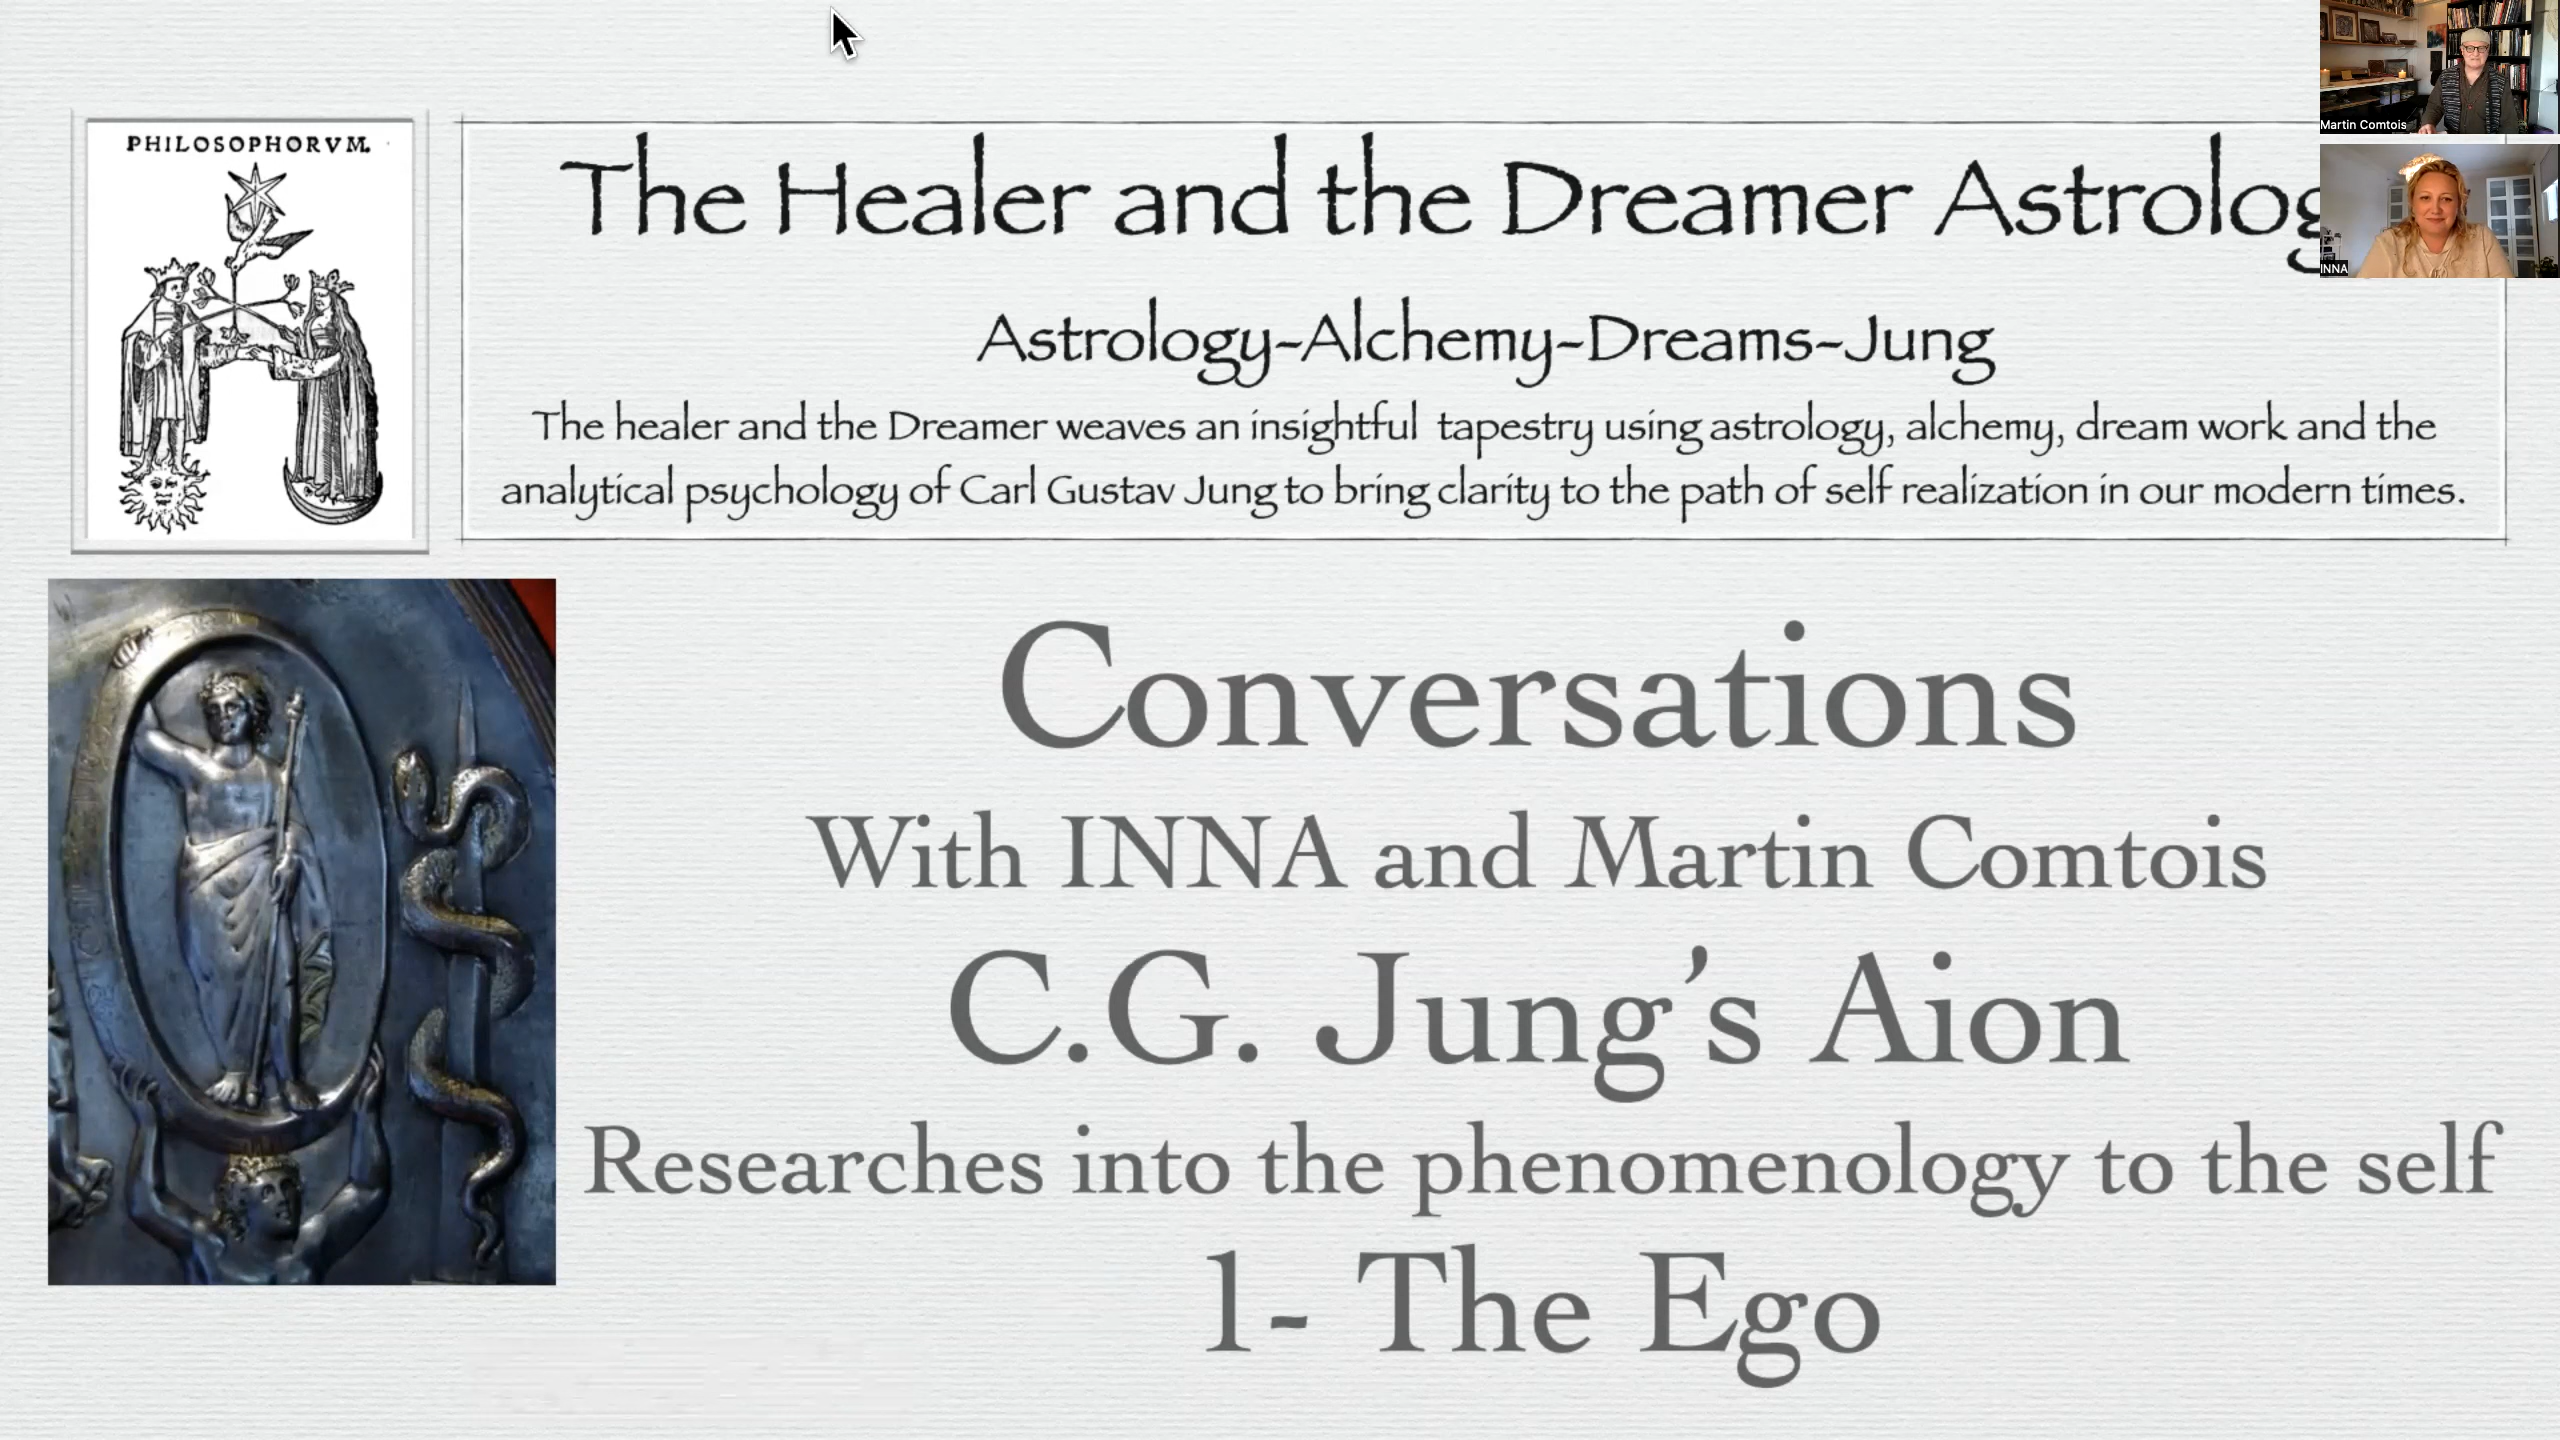 PHILOSOPHORVM.
The Healer and the Dreamer Astrolog
Astrology-Alchemy-Dreams-Jung
The healer and the Dreamer weaves an insightful tapestry using astrology, alchemy, dream work and the
analytical psychology of Carl Gustav Jung to bring clarity to the path of self realization in our modern times.
Martin Comtois
INNA
Conversations
With INNA and Martin Comtois
C.G. Jung’s Aion
Researches into the phenomenology to the self
1- The Ego